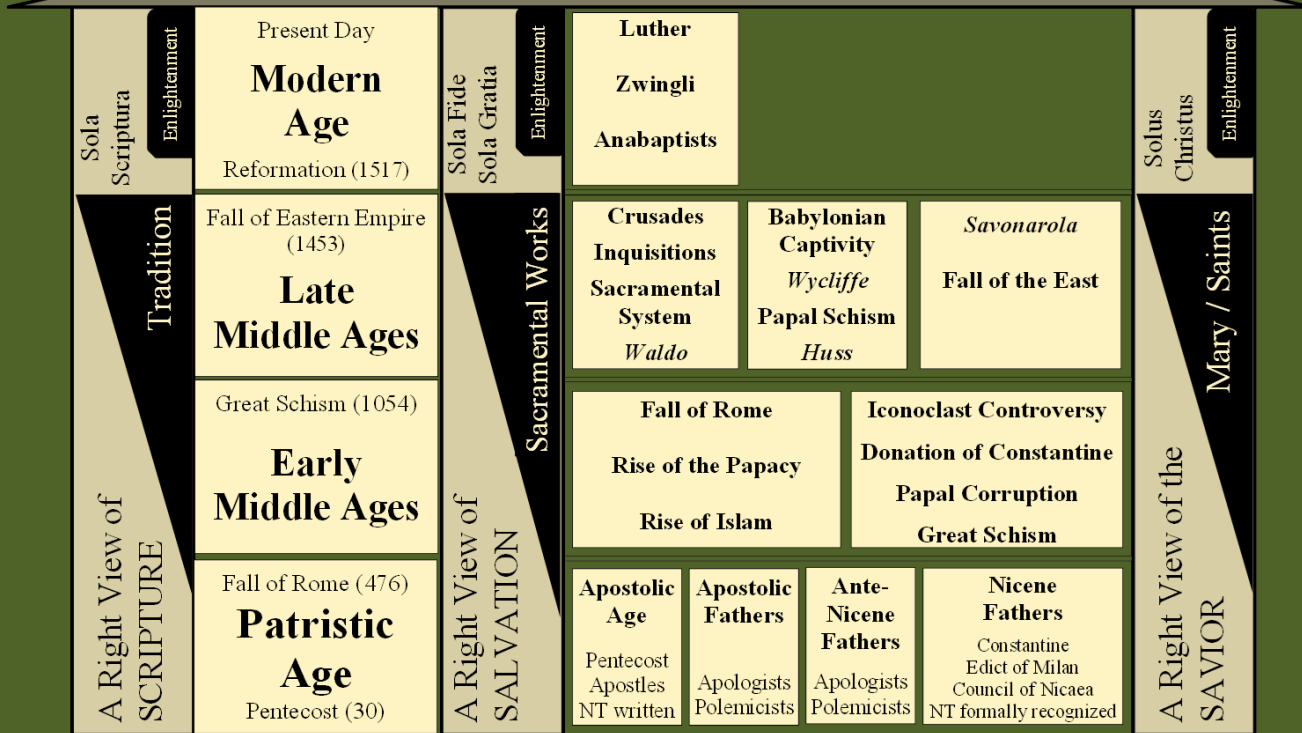 Sola
Scriptura
Enlightenment
Tradition
A Right View of
SCRIPTURE
Present Day
Modern
Age
Reformation (1517)
Fall of Eastern Empire
(1453)
Late
Middle Ages
Great Schism (1054)
Early
Middle Ages
Fall of Rome (476)
Patristic
Age
Pentecost (30)
Sola Fide
Sola Gratia
Enlightenment
Sacramental Works
A Right View of
SALVATION
Luther
Zwingli
Anabaptists
Crusades
Inquisitions
Sacramental
System
Waldo
Babylonian
Captivity
Wycliffe
Papal Schism
Huss
Savonarola
Fall of the East
Fall of Rome
Rise of the Papacy
Rise of Islam
Iconoclast Controversy
Donation of Constantine
Papal Corruption
Great Schism
Apostolic
Age
Pentecost
Apostles
NT written
Apostolic
Fathers
Apologists
Polemicists
Ante-
Nicene
Fathers
Apologists
Polemicists
Nicene
Fathers
Constantine
Edict of Milan
Council of Nicaea
NT formally recognized
Solus
Christus
Enlightenment
Mary / Saints
A Right View of the
SAVIOR